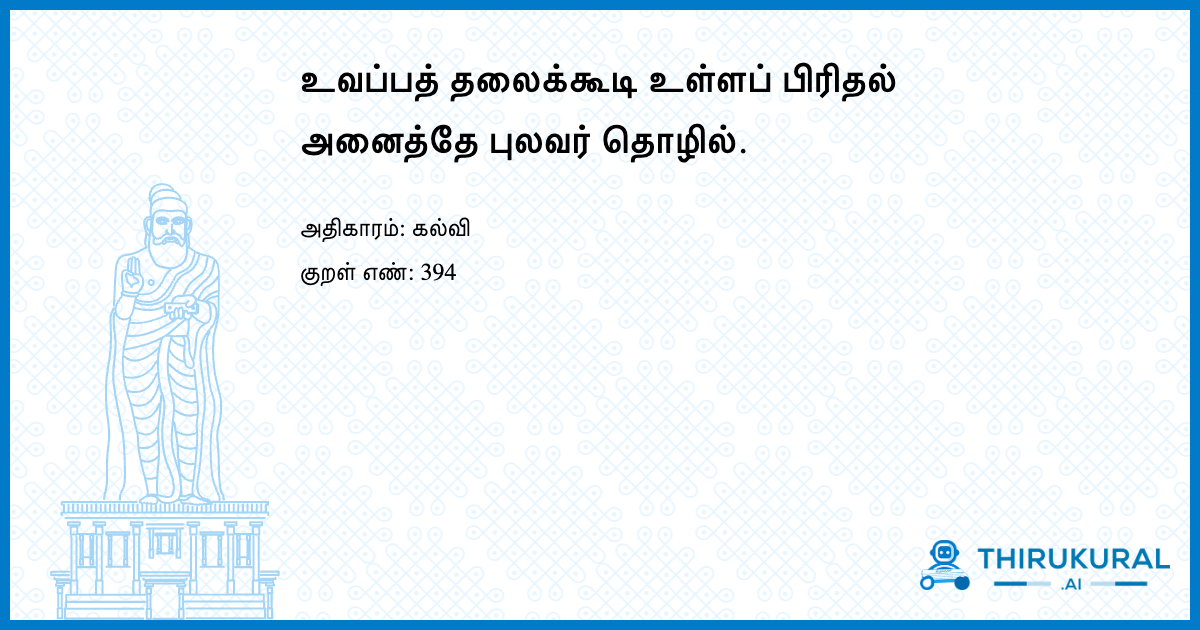 உவப்பத் தலைக்கூடி உள்ளப் பிரிதல்
அனைத்தே புலவர் தொழில்.
அதிகாரம்: கல்வி
குறள் எண்: 394
THIRUKURAL
.AI